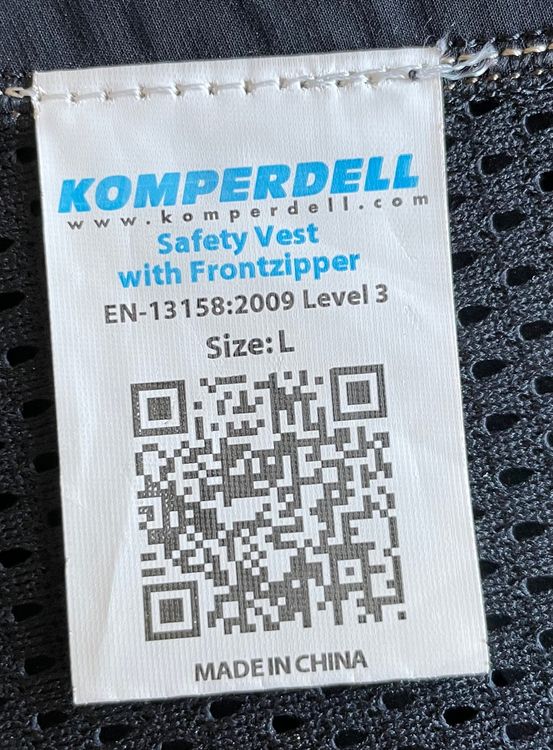 KOMPERDELL
www.komperdell.com
Safety Vest
with Frontzipper
EN-13158:2009 Level 3
Size: L
MADE IN CHINA